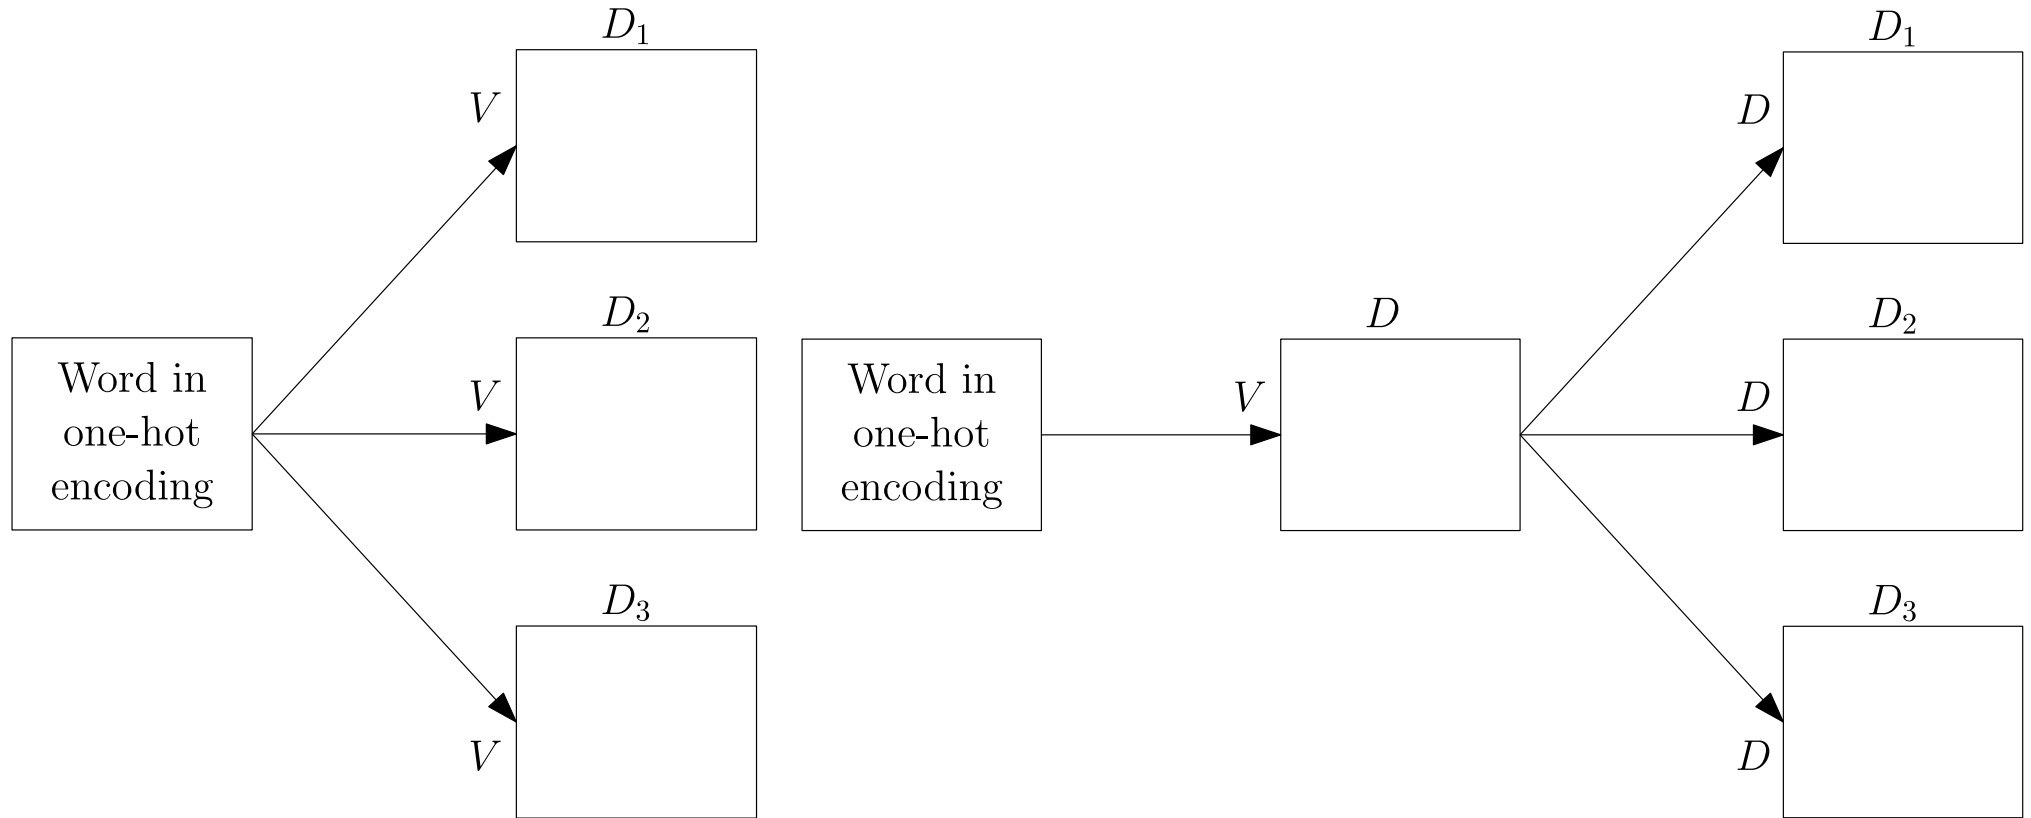 D₁
V
D₂
V
D₃
V
Word in
one-hot
encoding
Word in
one-hot
encoding
V
D
D₁
D
D₂
D
D₃
D